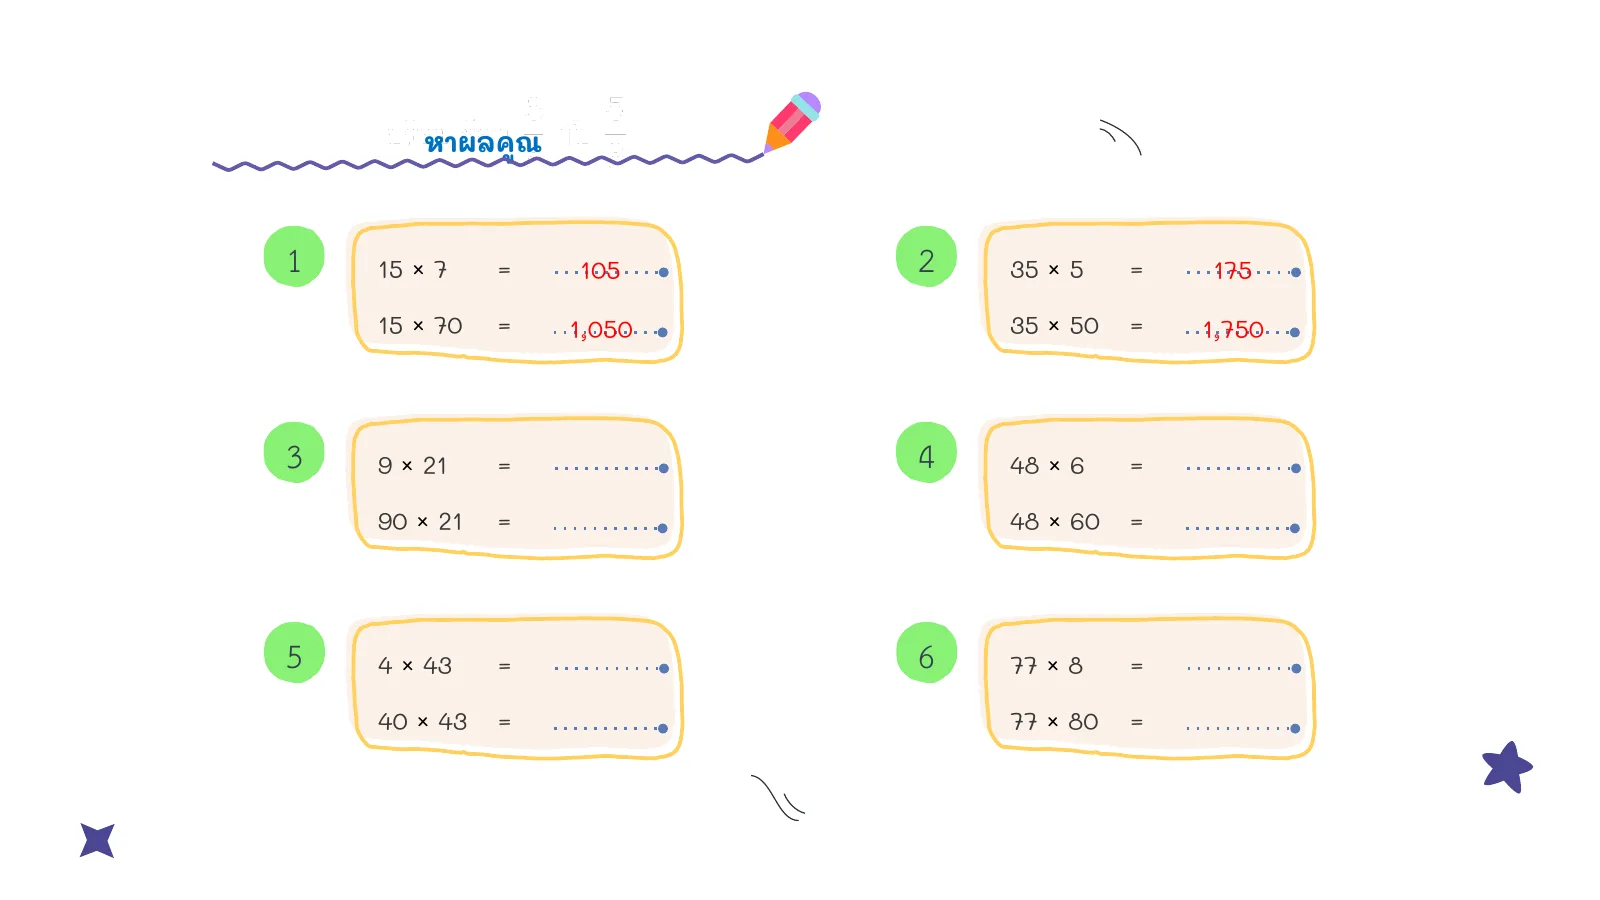 หาผลคูณ
1
15 × 7 = 105
15 × 70 = 1,050
2
35 × 5 = 175
35 × 50 = 1,750
3
9 × 21 =
90 × 21 =
4
48 × 6 =
48 × 60 =
5
4 × 43 =
40 × 43 =
6
77 × 8 =
77 × 80 =